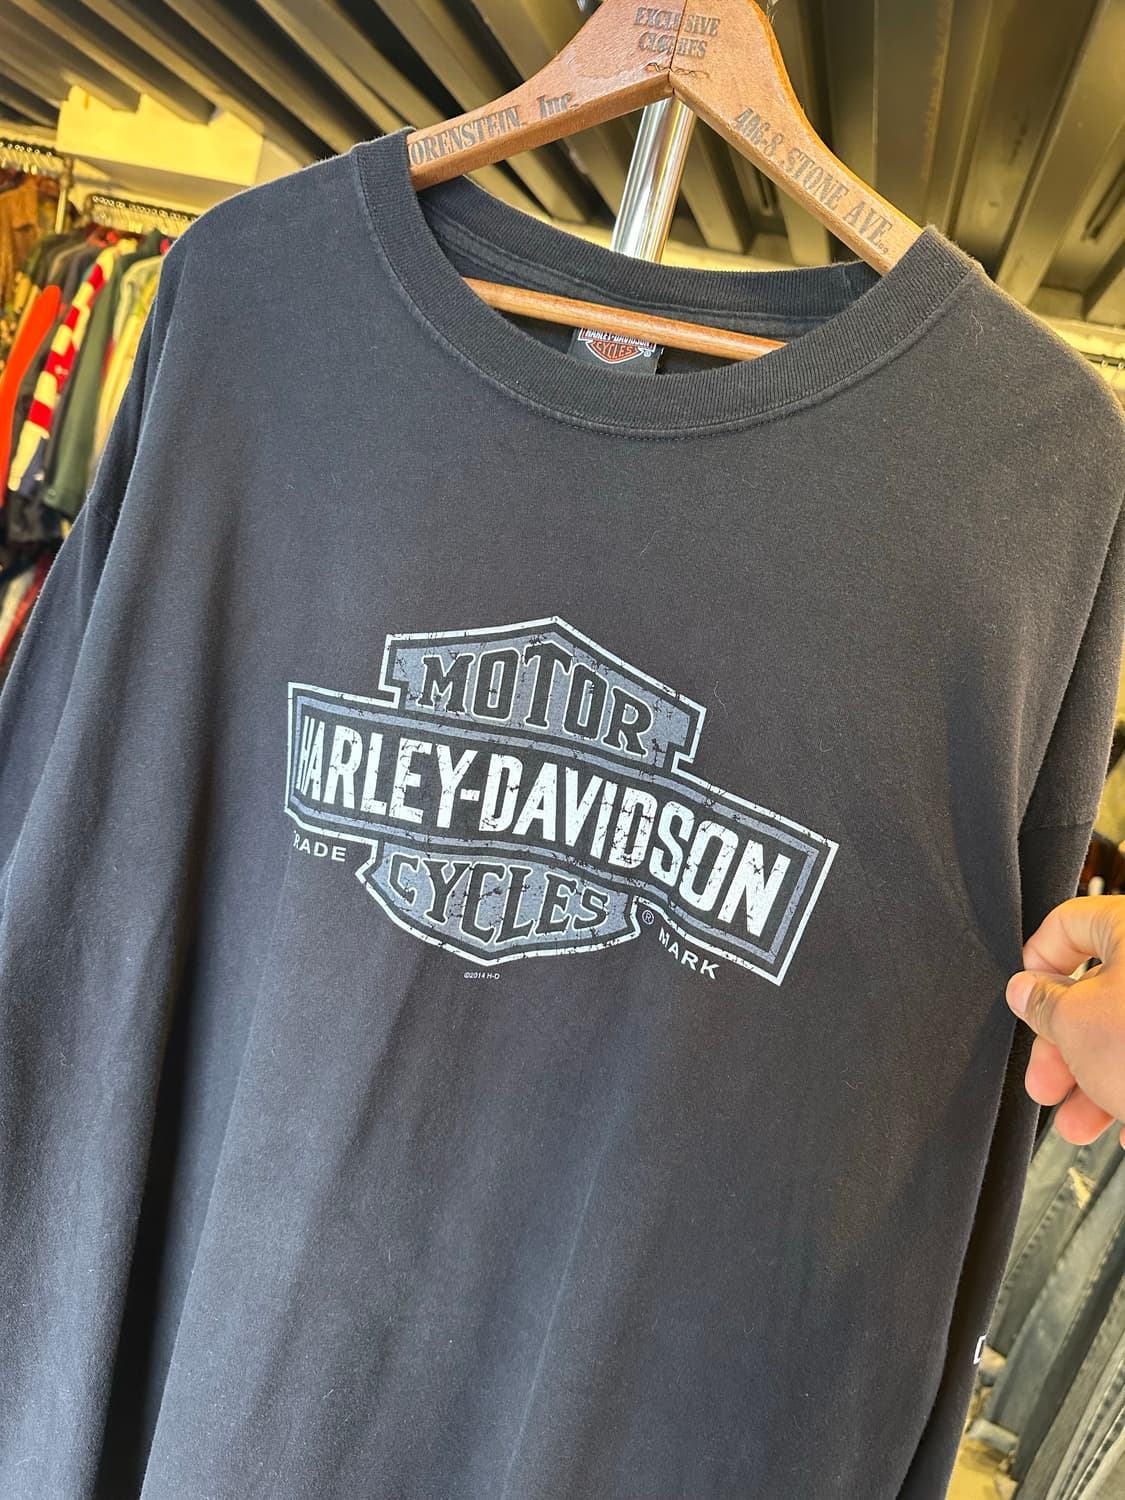 EXCLUSIVE
CLOTHES
ORENSTEIN, Inc.
406-8 STONE AVE.
HARLEY-DAVIDSON
CYCLES
®
MOTOR
HARLEY-DAVIDSON
CYCLES
RADE
® MARK
©2014 H-D